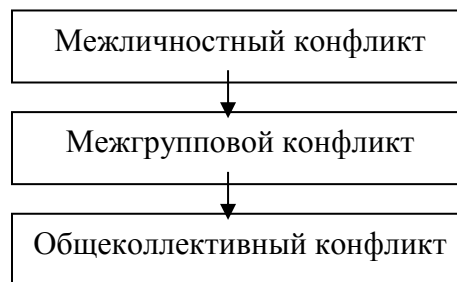 Межличностный конфликт
Межгрупповой конфликт
Общеколлективный конфликт